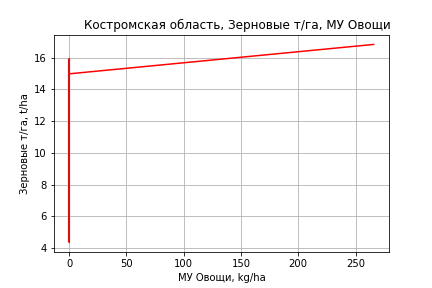 Костромская область, Зерновые т/га, МУ Овощи
16
14
12
10
8
6
4
Зерновые т/га, t/ha
0 50 100 150 200 250
МУ Овощи, kg/ha